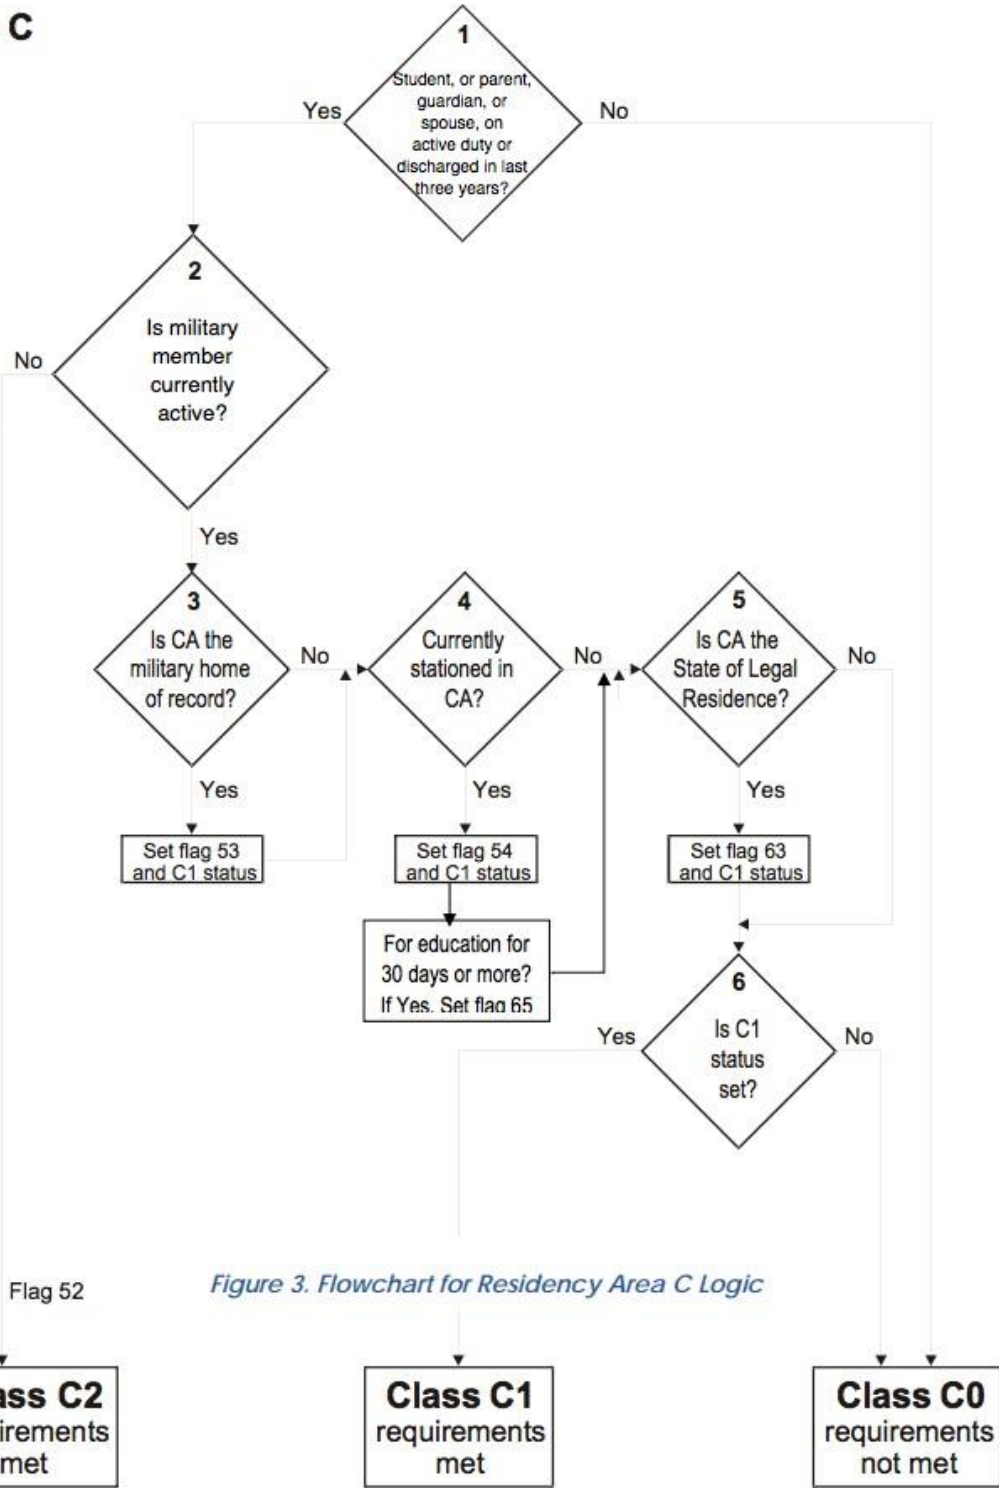 C
1
Student, or parent,
guardian, or
spouse, on
active duty or
discharged in last
three years?
Yes
No
2
Is military
member
currently
active?
No
Yes
3
Is CA the
military home
of record?
No
Yes
Set flag 53
and C1 status
4
Currently
stationed in
CA?
No
Yes
Set flag 54
and C1 status
For education for
30 days or more?
If Yes. Set flag 65
5
Is CA the
State of Legal
Residence?
No
Yes
Set flag 63
and C1 status
6
Is C1
status
set?
Yes
No
Flag 52
Figure 3. Flowchart for Residency Area C Logic
ass C2
irements
met
Class C1
requirements
met
Class C0
requirements
not met